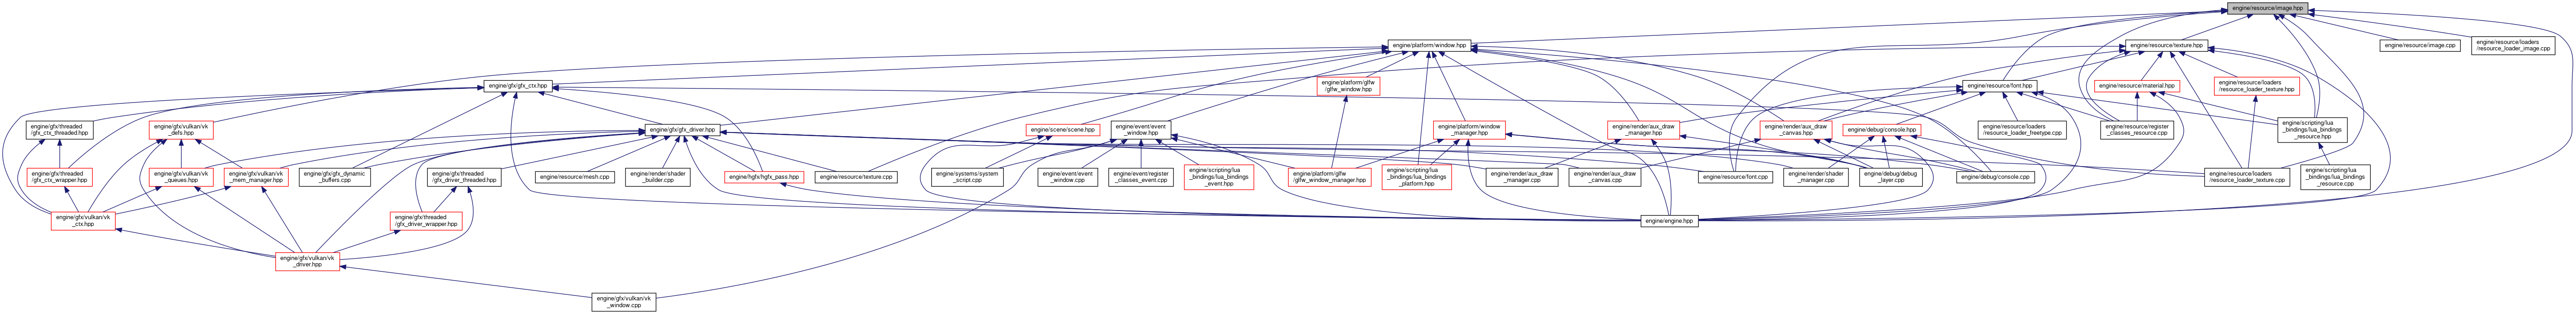 engine/resource/image.hpp
engine/platform/window.hpp
engine/resource/texture.hpp
engine/resource/image.cpp
engine/resource/loaders
/resource_loader_image.cpp
engine/gfx/gfx_ctx.hpp
engine/platform/glfw
/glfw_window.hpp
engine/resource/font.hpp
engine/resource/material.hpp
engine/resource/loaders
/resource_loader_texture.hpp
engine/gfx/threaded
/gfx_ctx_threaded.hpp
engine/gfx/vulkan/vk
_defs.hpp
engine/gfx/gfx_driver.hpp
engine/scene/scene.hpp
engine/event/event
_window.hpp
engine/platform/window
_manager.hpp
engine/render/aux_draw
_manager.hpp
engine/render/aux_draw
_canvas.hpp
engine/debug/console.hpp
engine/resource/loaders
/resource_loader_freetype.cpp
engine/resource/register
_classes_resource.cpp
engine/scripting/lua
_bindings/lua_bindings
_resource.hpp
engine/gfx/threaded
/gfx_ctx_wrapper.hpp
engine/gfx/vulkan/vk
_queues.hpp
engine/gfx/vulkan/vk
_mem_manager.hpp
engine/gfx/gfx_dynamic
_buffers.cpp
engine/gfx/threaded
/gfx_driver_threaded.hpp
engine/resource/mesh.cpp
engine/render/shader
_builder.cpp
engine/hgfx/hgfx_pass.hpp
engine/resource/texture.cpp
engine/systems/system
_script.cpp
engine/event/event
_window.cpp
engine/event/register
_classes_event.cpp
engine/scripting/lua
_bindings/lua_bindings
_event.hpp
engine/platform/glfw
/glfw_window_manager.hpp
engine/scripting/lua
_bindings/lua_bindings
_platform.hpp
engine/render/aux_draw
_manager.cpp
engine/render/aux_draw
_canvas.cpp
engine/resource/font.cpp
engine/render/shader
_manager.cpp
engine/debug/debug
_layer.cpp
engine/debug/console.cpp
engine/resource/loaders
/resource_loader_texture.cpp
engine/scripting/lua
_bindings/lua_bindings
_resource.cpp
engine/gfx/vulkan/vk
_ctx.hpp
engine/gfx/threaded
/gfx_driver_wrapper.hpp
engine/engine.hpp
engine/gfx/vulkan/vk
_driver.hpp
engine/gfx/vulkan/vk
_window.cpp